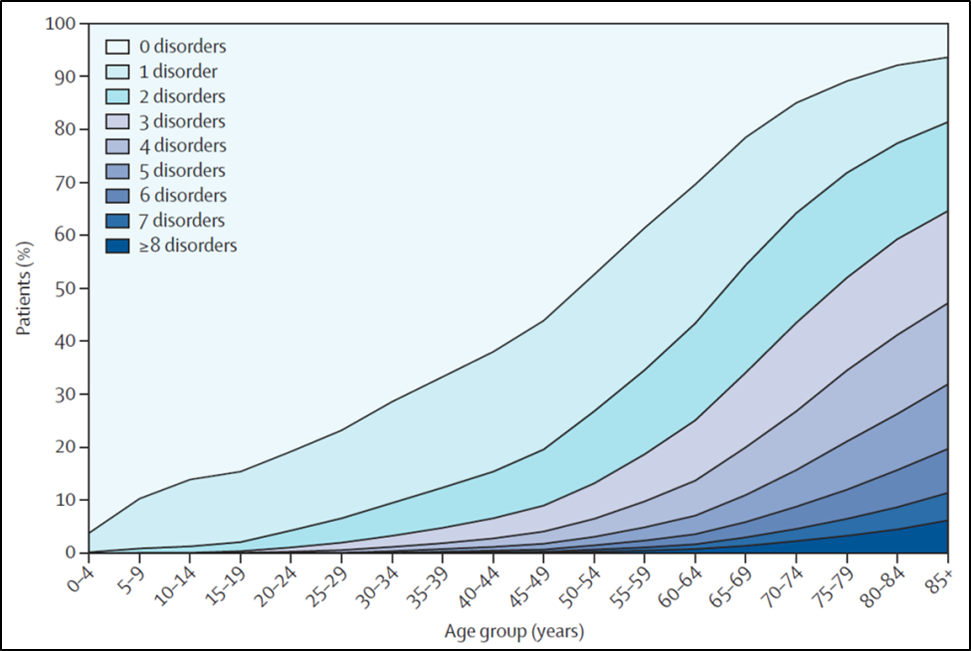 100
90
80
70
60
50
40
30
20
10
0
Patients (%)
0 disorders
1 disorder
2 disorders
3 disorders
4 disorders
5 disorders
6 disorders
7 disorders
≥8 disorders
0–4
5–9
10–14
15–19
20–24
25–29
30–34
35–39
40–44
45–49
50–54
55–59
60–64
65–69
70–74
75–79
80–84
85+
Age group (years)